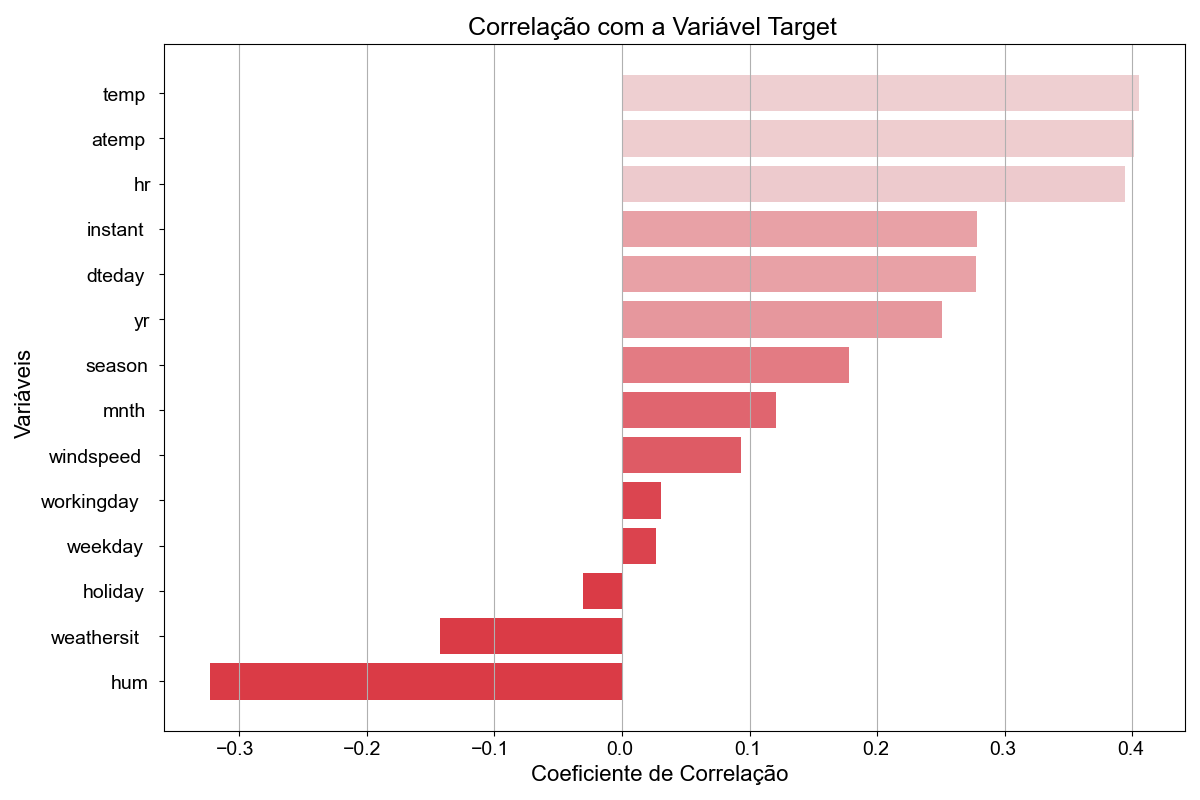 Correlação com a Variável Target
temp
atemp
hr
instant
dteday
yr
season
mnth
windspeed
workingday
weekday
holiday
weathersit
hum
Variáveis
−0.3 −0.2 −0.1 0.0 0.1 0.2 0.3 0.4
Coeficiente de Correlação